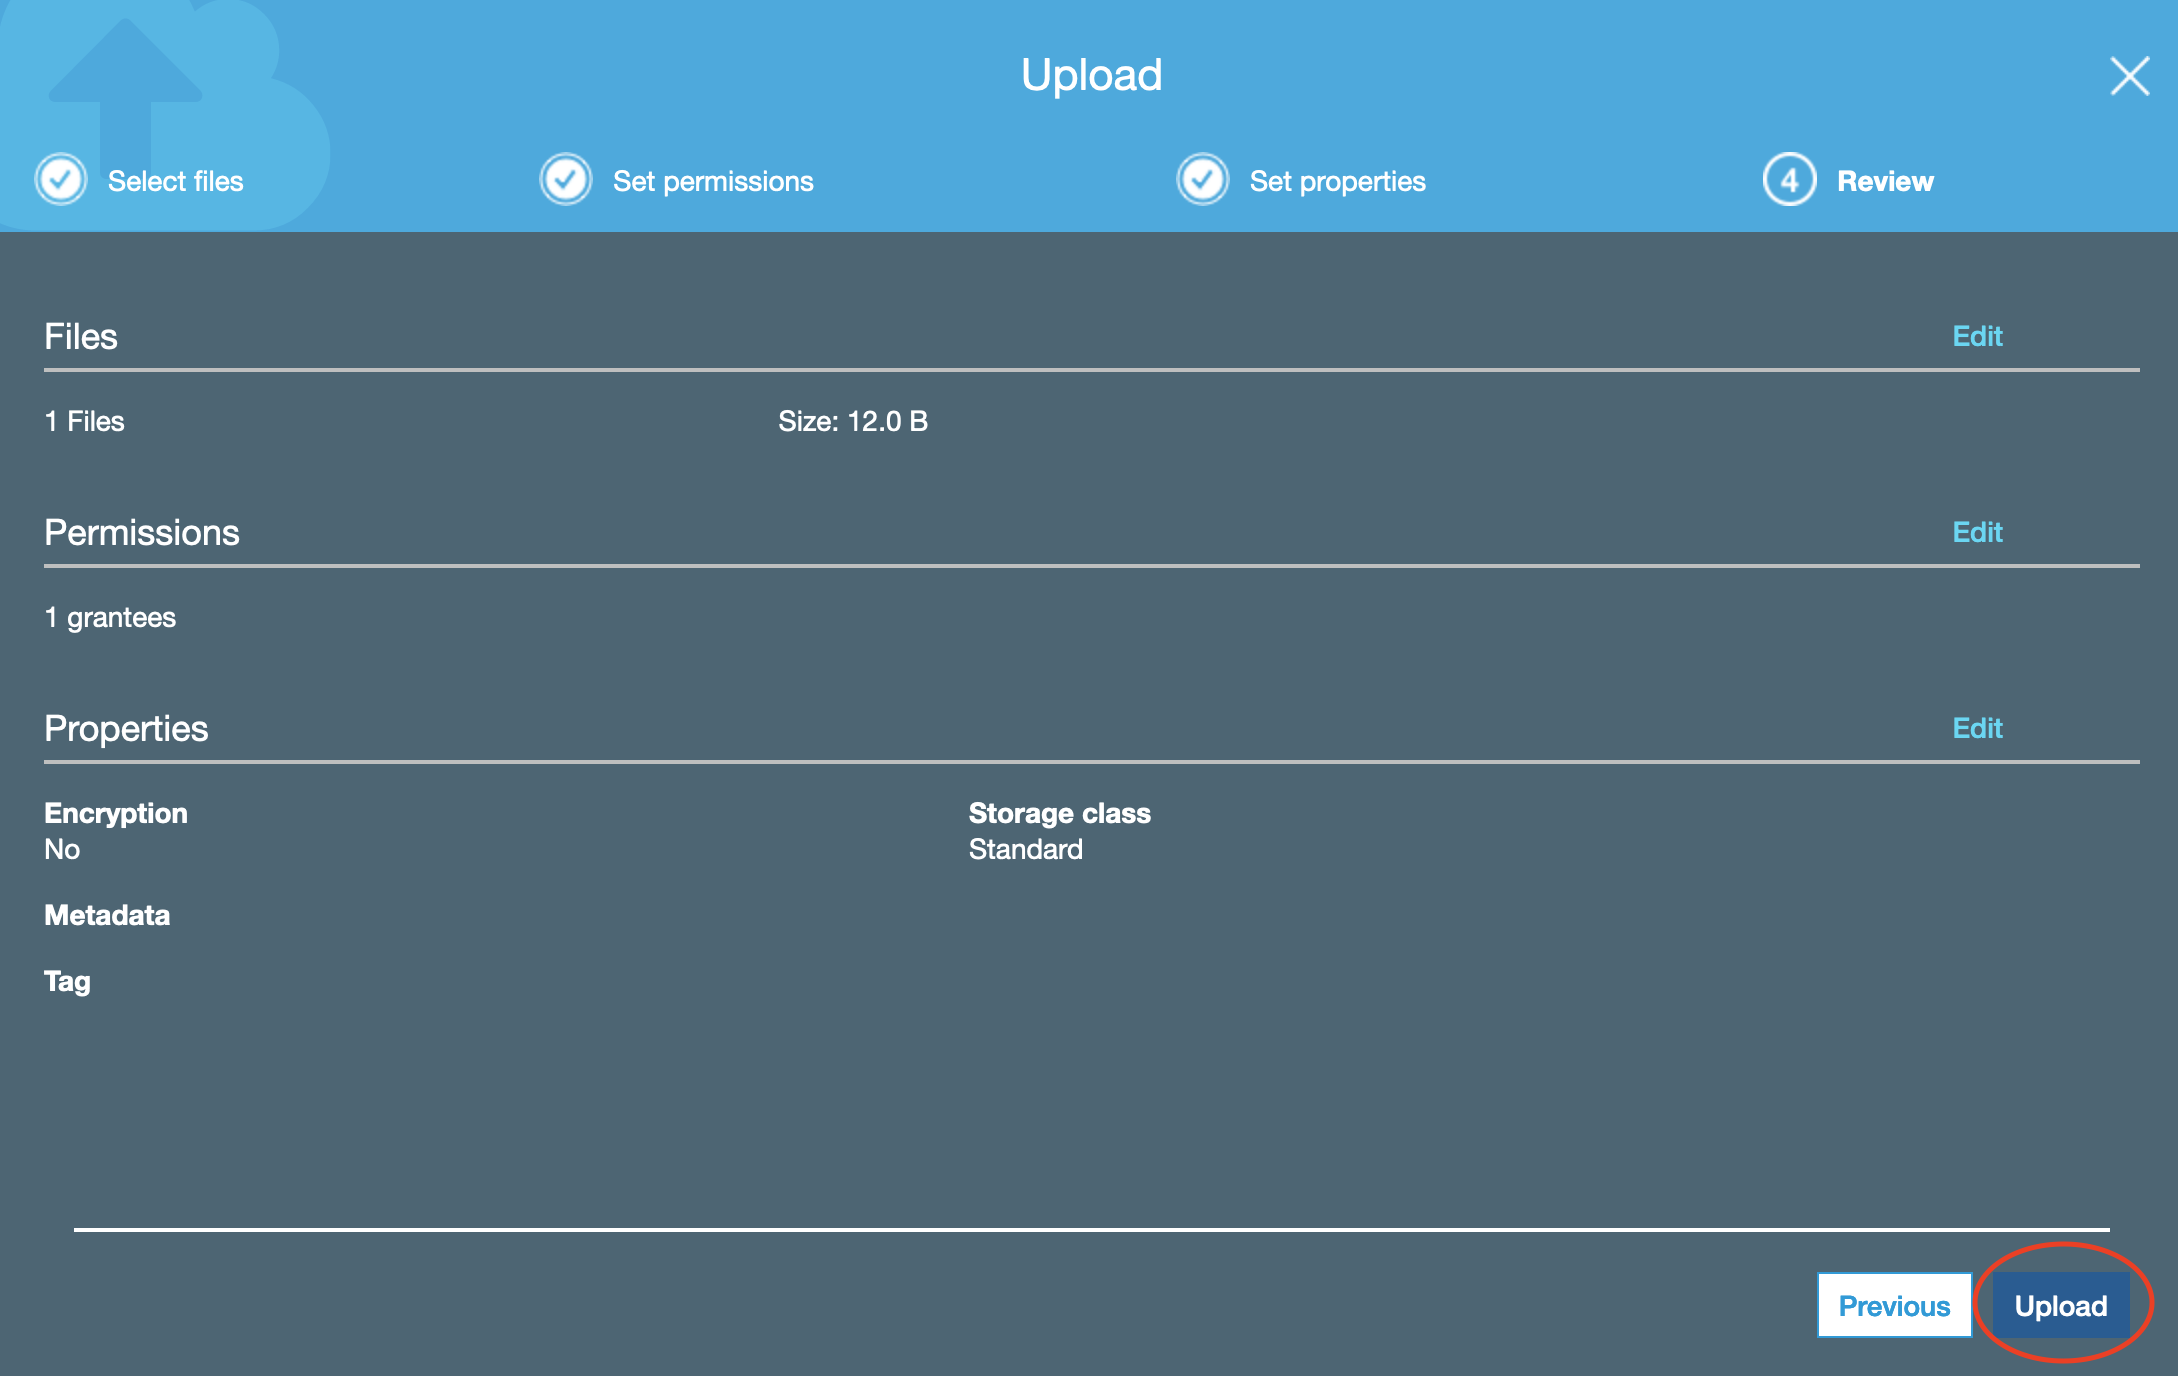 Upload
Select files
Set permissions
Set properties
4 Review
Files Edit
1 Files Size: 12.0 B
Permissions Edit
1 grantees
Properties Edit
Encryption Storage class
No Standard
Metadata
Tag
Previous Upload